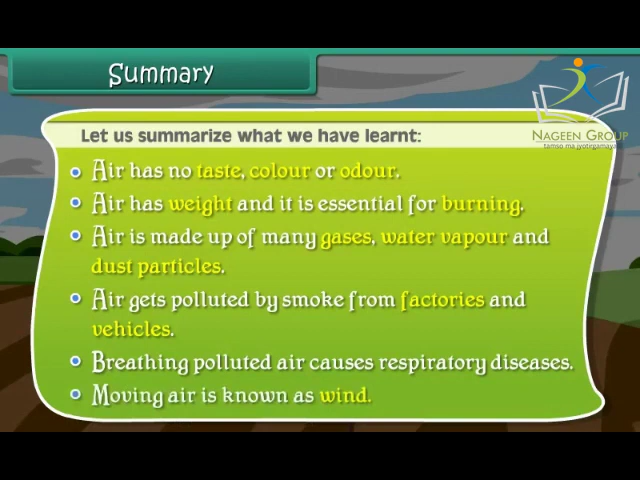 Summary
NAGEEN GROUP
tamso ma jyotirgamaya
Let us summarize what we have learnt:
Air has no taste, colour or odour.
Air has weight and it is essential for burning.
Air is made up of many gases, water vapour and
dust particles.
Air gets polluted by smoke from factories and
vehicles.
Breathing polluted air causes respiratory diseases.
Moving air is known as wind.